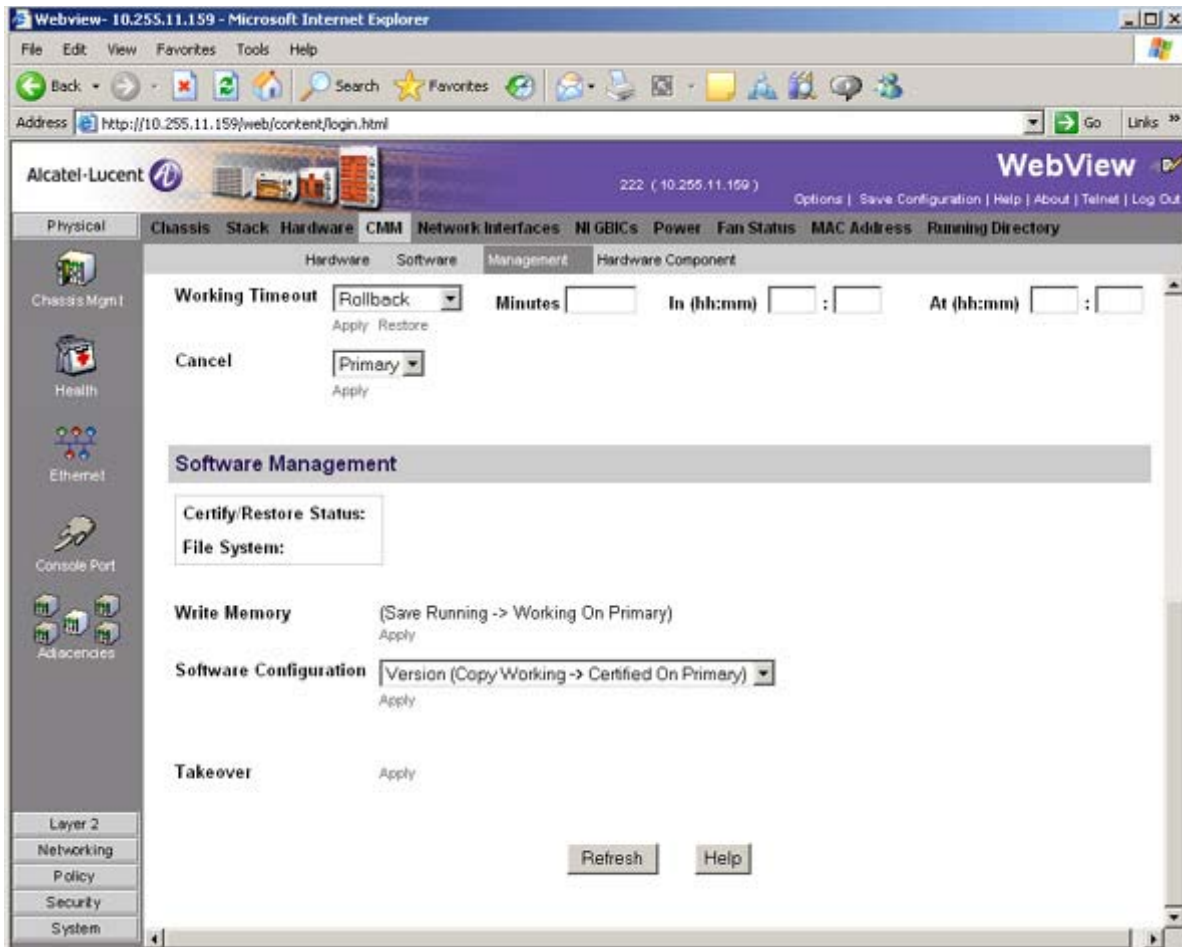 Webview- 10.255.11.159 - Microsoft Internet Explorer
File Edit View Favorites Tools Help
Back Search Favorites
Address http://10.255.11.159/web/content/login.html Go Links »
Alcatel-Lucent 222 ( 10.255.11.159 ) WebView
Options | Save Configuration | Help | About | Telnet | Log Out
Physical Chassis Stack Hardware CMM Network Interfaces NI GBICs Power Fan Status MAC Address Running Directory
Hardware Software Management Hardware Component
Chassis Mgmt
Health
Ethernet
Console Port
Adjacencies
Layer 2
Networking
Policy
Security
System
Working Timeout Rollback Minutes In (hh:mm) : At (hh:mm) :
Apply Restore
Cancel Primary
Apply
Software Management
Certify/Restore Status:
File System:
Write Memory (Save Running -> Working On Primary)
Apply
Software Configuration Version (Copy Working -> Certified On Primary)
Apply
Takeover Apply
Refresh Help